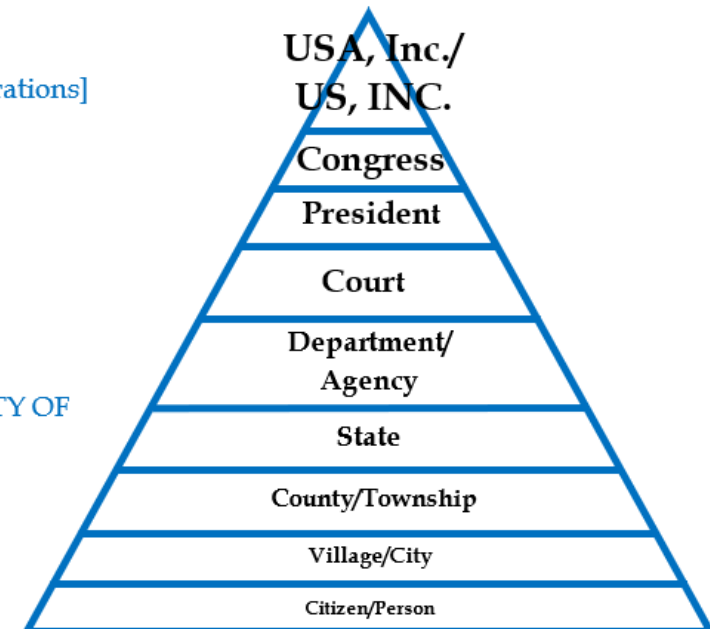 USA, Inc./
US, INC.
rations]
Congress
President
Court
Department/
Agency
TY OF
State
County/Township
Village/City
Citizen/Person